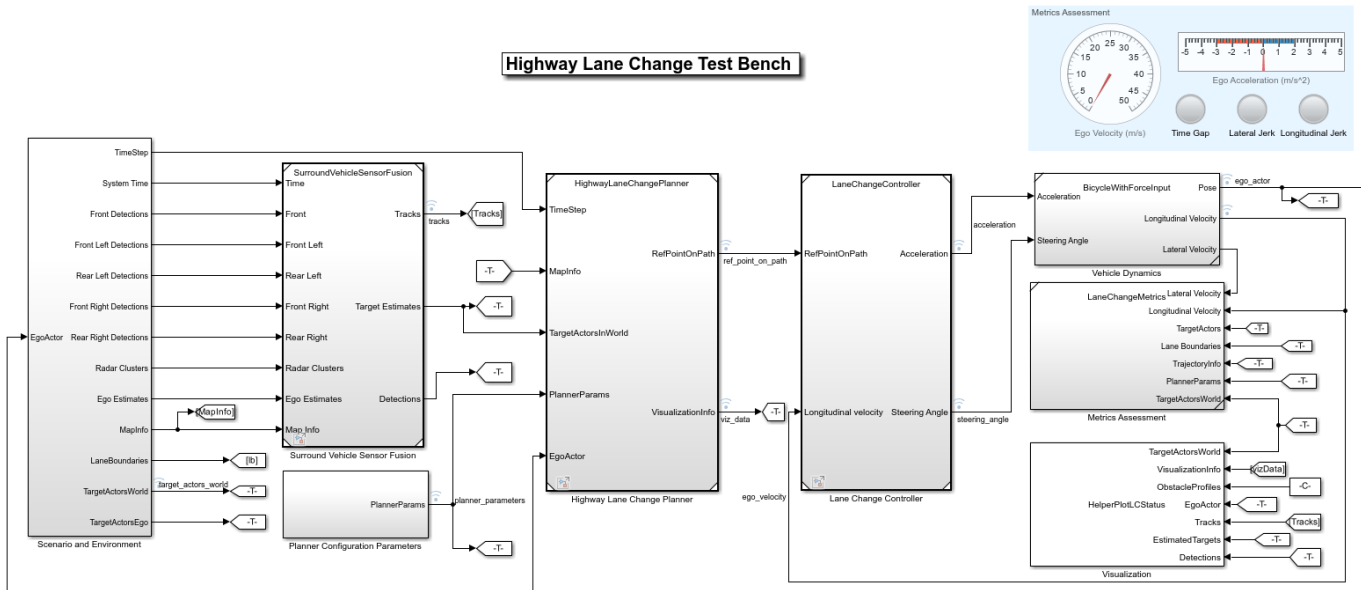 Metrics Assessment
Highway Lane Change Test Bench
0
5
10
15
20
25
30
35
40
45
50
Ego Velocity (m/s)
-5 -4 -3 -2 -1 0 1 2 3 4 5
Ego Acceleration (m/s^2)
Time Gap
Lateral Jerk
Longitudinal Jerk
EgoActor
TimeStep
System Time
Front Detections
Front Left Detections
Rear Left Detections
Front Right Detections
Rear Right Detections
Radar Clusters
Ego Estimates
MapInfo
LaneBoundaries
TargetActorsWorld
TargetActorsEgo
Scenario and Environment
[MapInfo]
[lb]
target_actors_world
-T-
-T-
SurroundVehicleSensorFusion
Time
Front
Front Left
Rear Left
Front Right
Rear Right
Radar Clusters
Ego Estimates
Map Info
Tracks
Target Estimates
Detections
Surround Vehicle Sensor Fusion
tracks
[Tracks]
-T-
-T-
-T-
PlannerParams
Planner Configuration Parameters
planner_parameters
-T-
HighwayLaneChangePlanner
TimeStep
MapInfo
TargetActorsInWorld
PlannerParams
EgoActor
RefPointOnPath
VisualizationInfo
Highway Lane Change Planner
ref_point_on_path
viz_data
-T-
ego_velocity
LaneChangeController
RefPointOnPath
Longitudinal velocity
Acceleration
Steering Angle
Lane Change Controller
acceleration
steering_angle
BicycleWithForceInput
Acceleration
Steering Angle
Pose
Longitudinal Velocity
Lateral Velocity
Vehicle Dynamics
ego_actor
-T-
LaneChangeMetrics
Lateral Velocity
Longitudinal Velocity
TargetActors
-T-
Lane Boundaries
-T-
TrajectoryInfo
-T-
PlannerParams
-T-
TargetActorsWorld
Metrics Assessment
-T-
HelperPlotLCStatus
TargetActorsWorld
VisualizationInfo
[vizData]
ObstacleProfiles
-C-
EgoActor
-T-
Tracks
[Tracks]
EstimatedTargets
-T-
Detections
-T-
Visualization